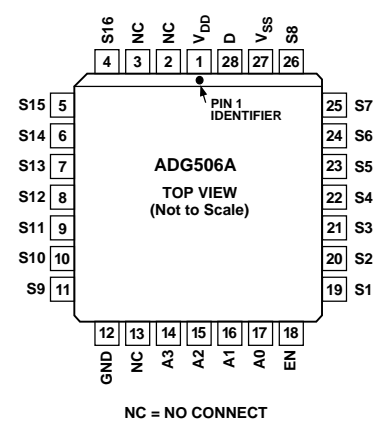 S16 NC NC VDD D VSS S8
4 3 2 1 28 27 26
PIN 1
IDENTIFIER
S15 5
S14 6
S13 7
S12 8
S11 9
S10 10
S9 11
ADG506A
TOP VIEW
(Not to Scale)
25 S7
24 S6
23 S5
22 S4
21 S3
20 S2
19 S1
12 13 14 15 16 17 18
GND NC A3 A2 A1 A0 EN
NC = NO CONNECT